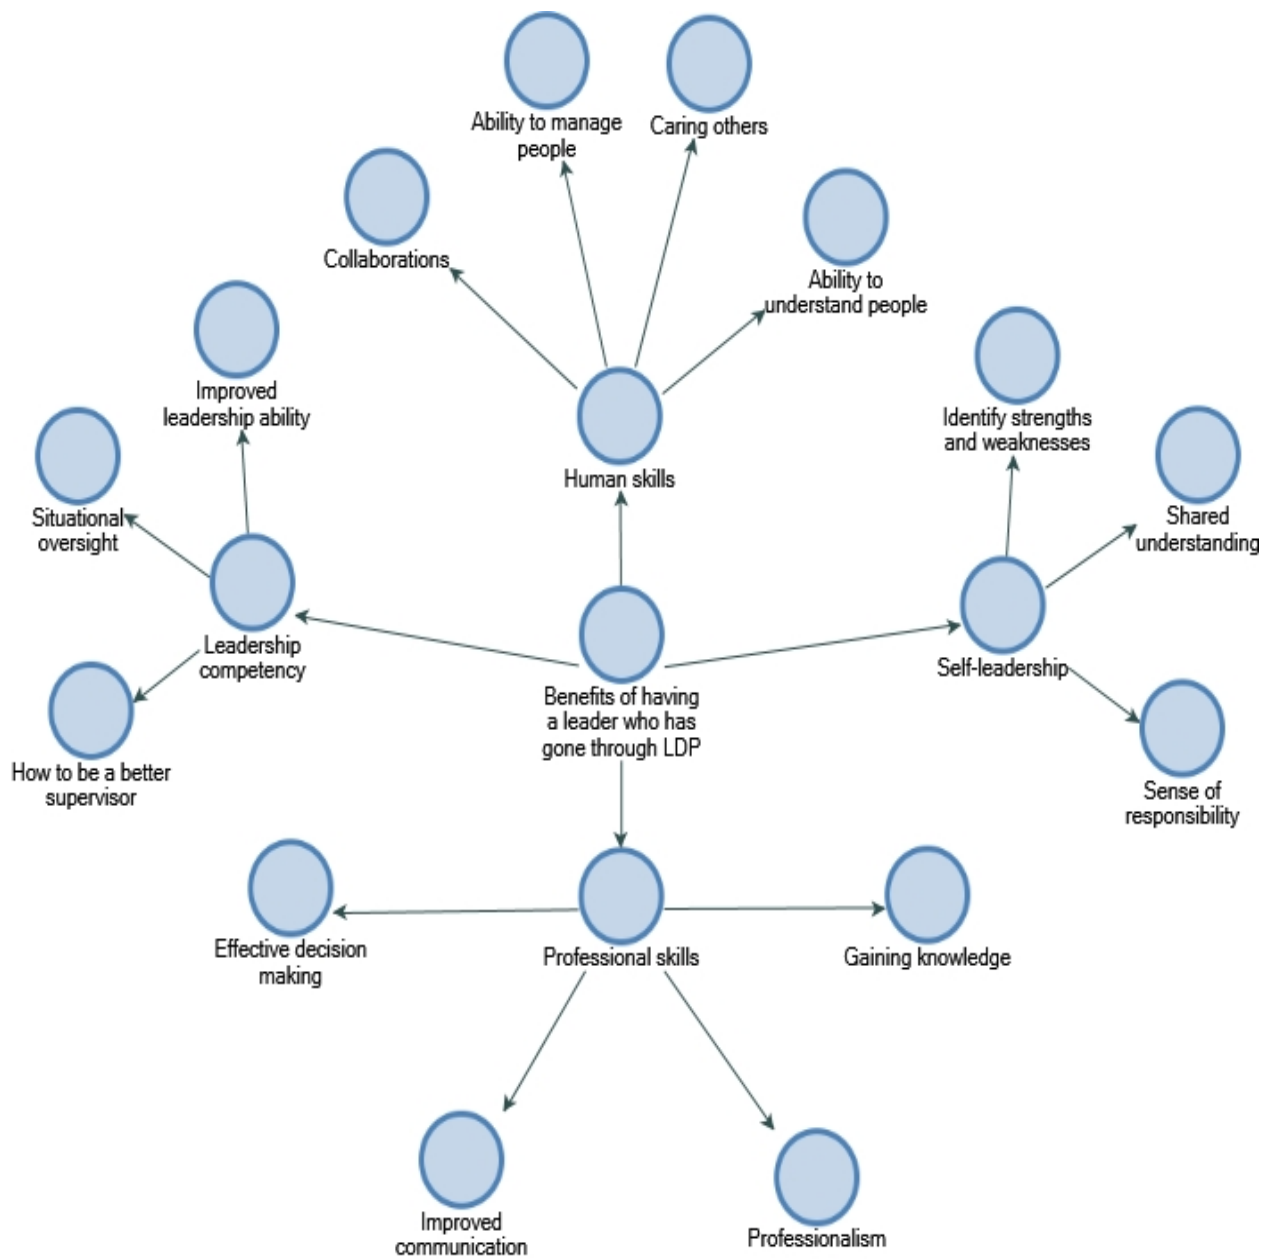 Ability to manage
people
Caring others
Collaborations
Ability to
understand people
Improved
leadership ability
Identify strengths
and weaknesses
Human skills
Situational
oversight
Shared
understanding
Leadership
competency
Self-leadership
Benefits of having
a leader who has
gone through LDP
How to be a better
supervisor
Sense of
responsibility
Effective decision
making
Professional skills
Gaining knowledge
Improved
communication
Professionalism